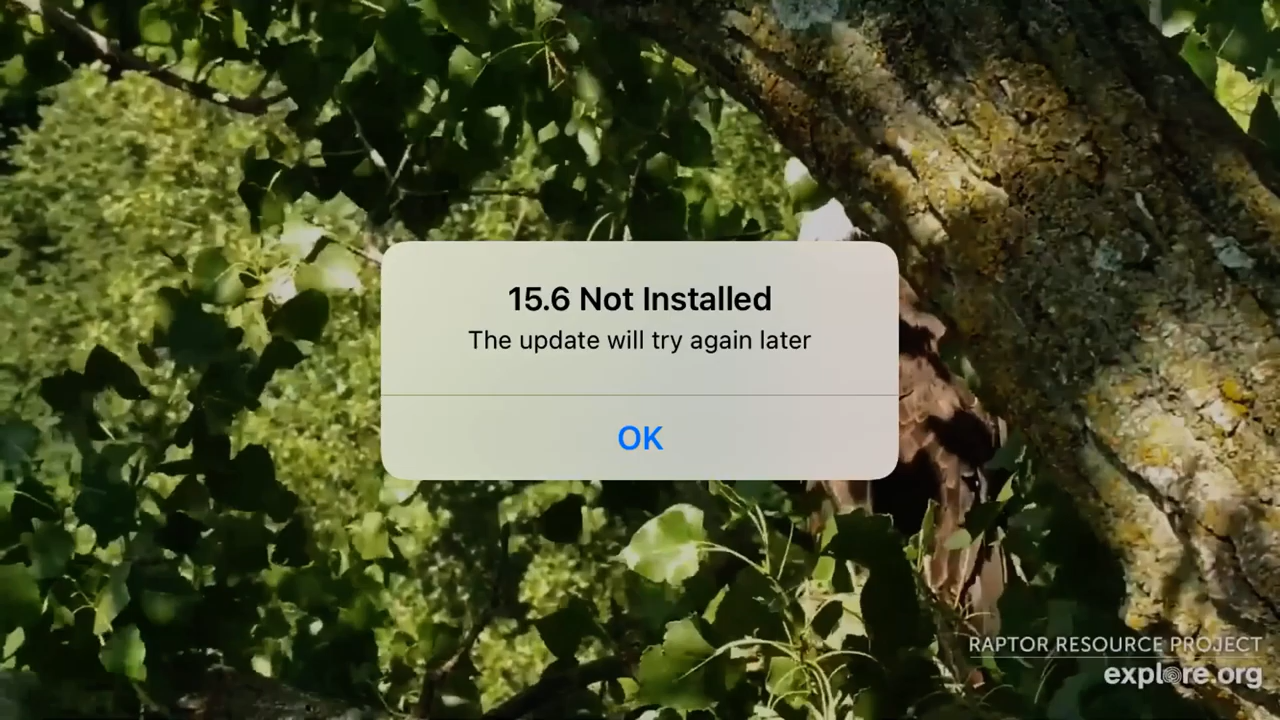 15.6 Not Installed
The update will try again later
OK
RAPTOR RESOURCE PROJECT
explore.org